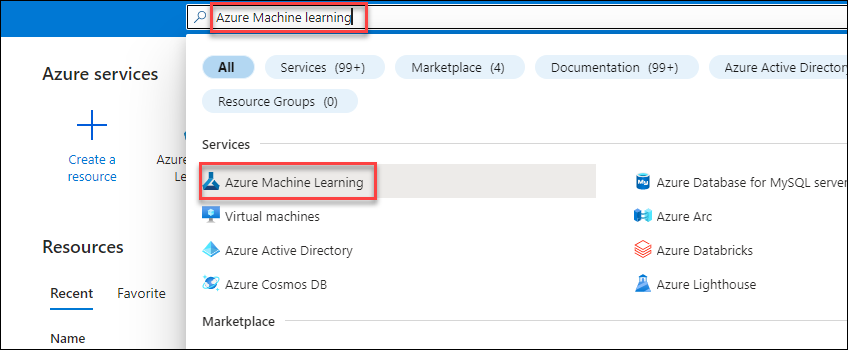 Azure Machine learning
All
Services (99+)
Marketplace (4)
Documentation (99+)
Azure Active Directory
Resource Groups (0)
Azure services
Create a
resource
Azu
Le
Services
Azure Machine Learning
Azure Database for MySQL server
Virtual machines
Azure Arc
Azure Active Directory
Azure Databricks
Azure Cosmos DB
Azure Lighthouse
Resources
Recent
Favorite
Name
Marketplace